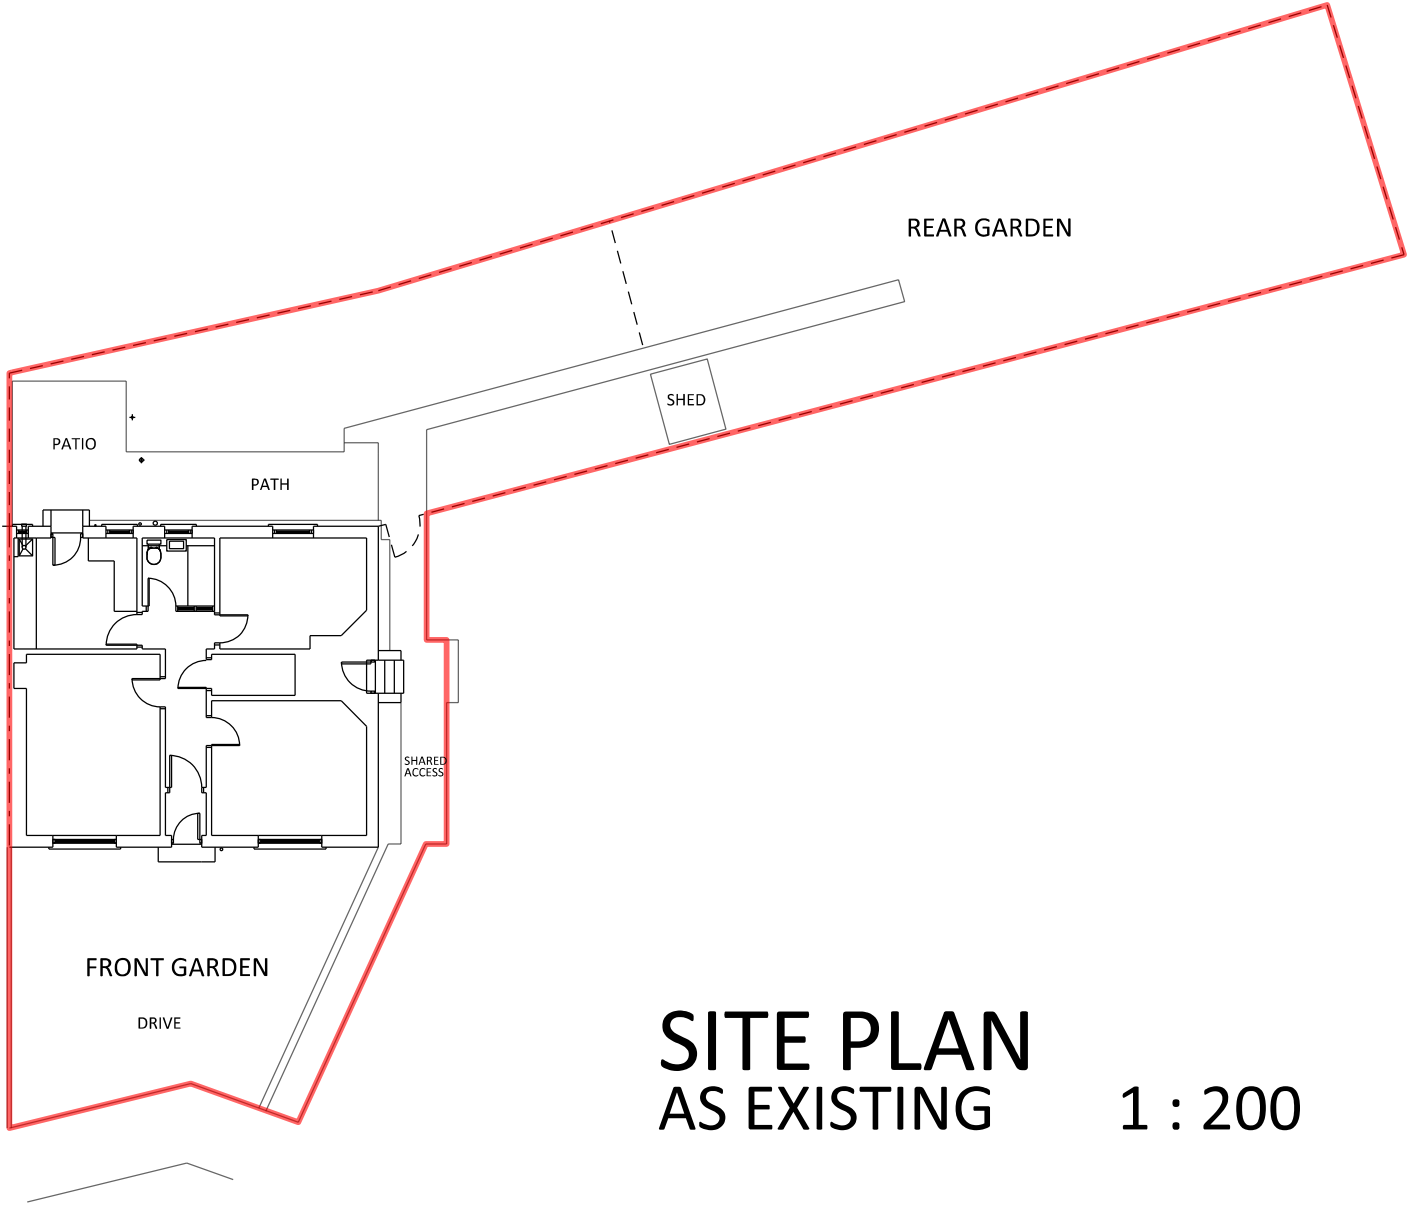 REAR GARDEN
SHED
PATIO
PATH
SHARED
ACCESS
FRONT GARDEN
DRIVE
SITE PLAN
AS EXISTING 1 : 200